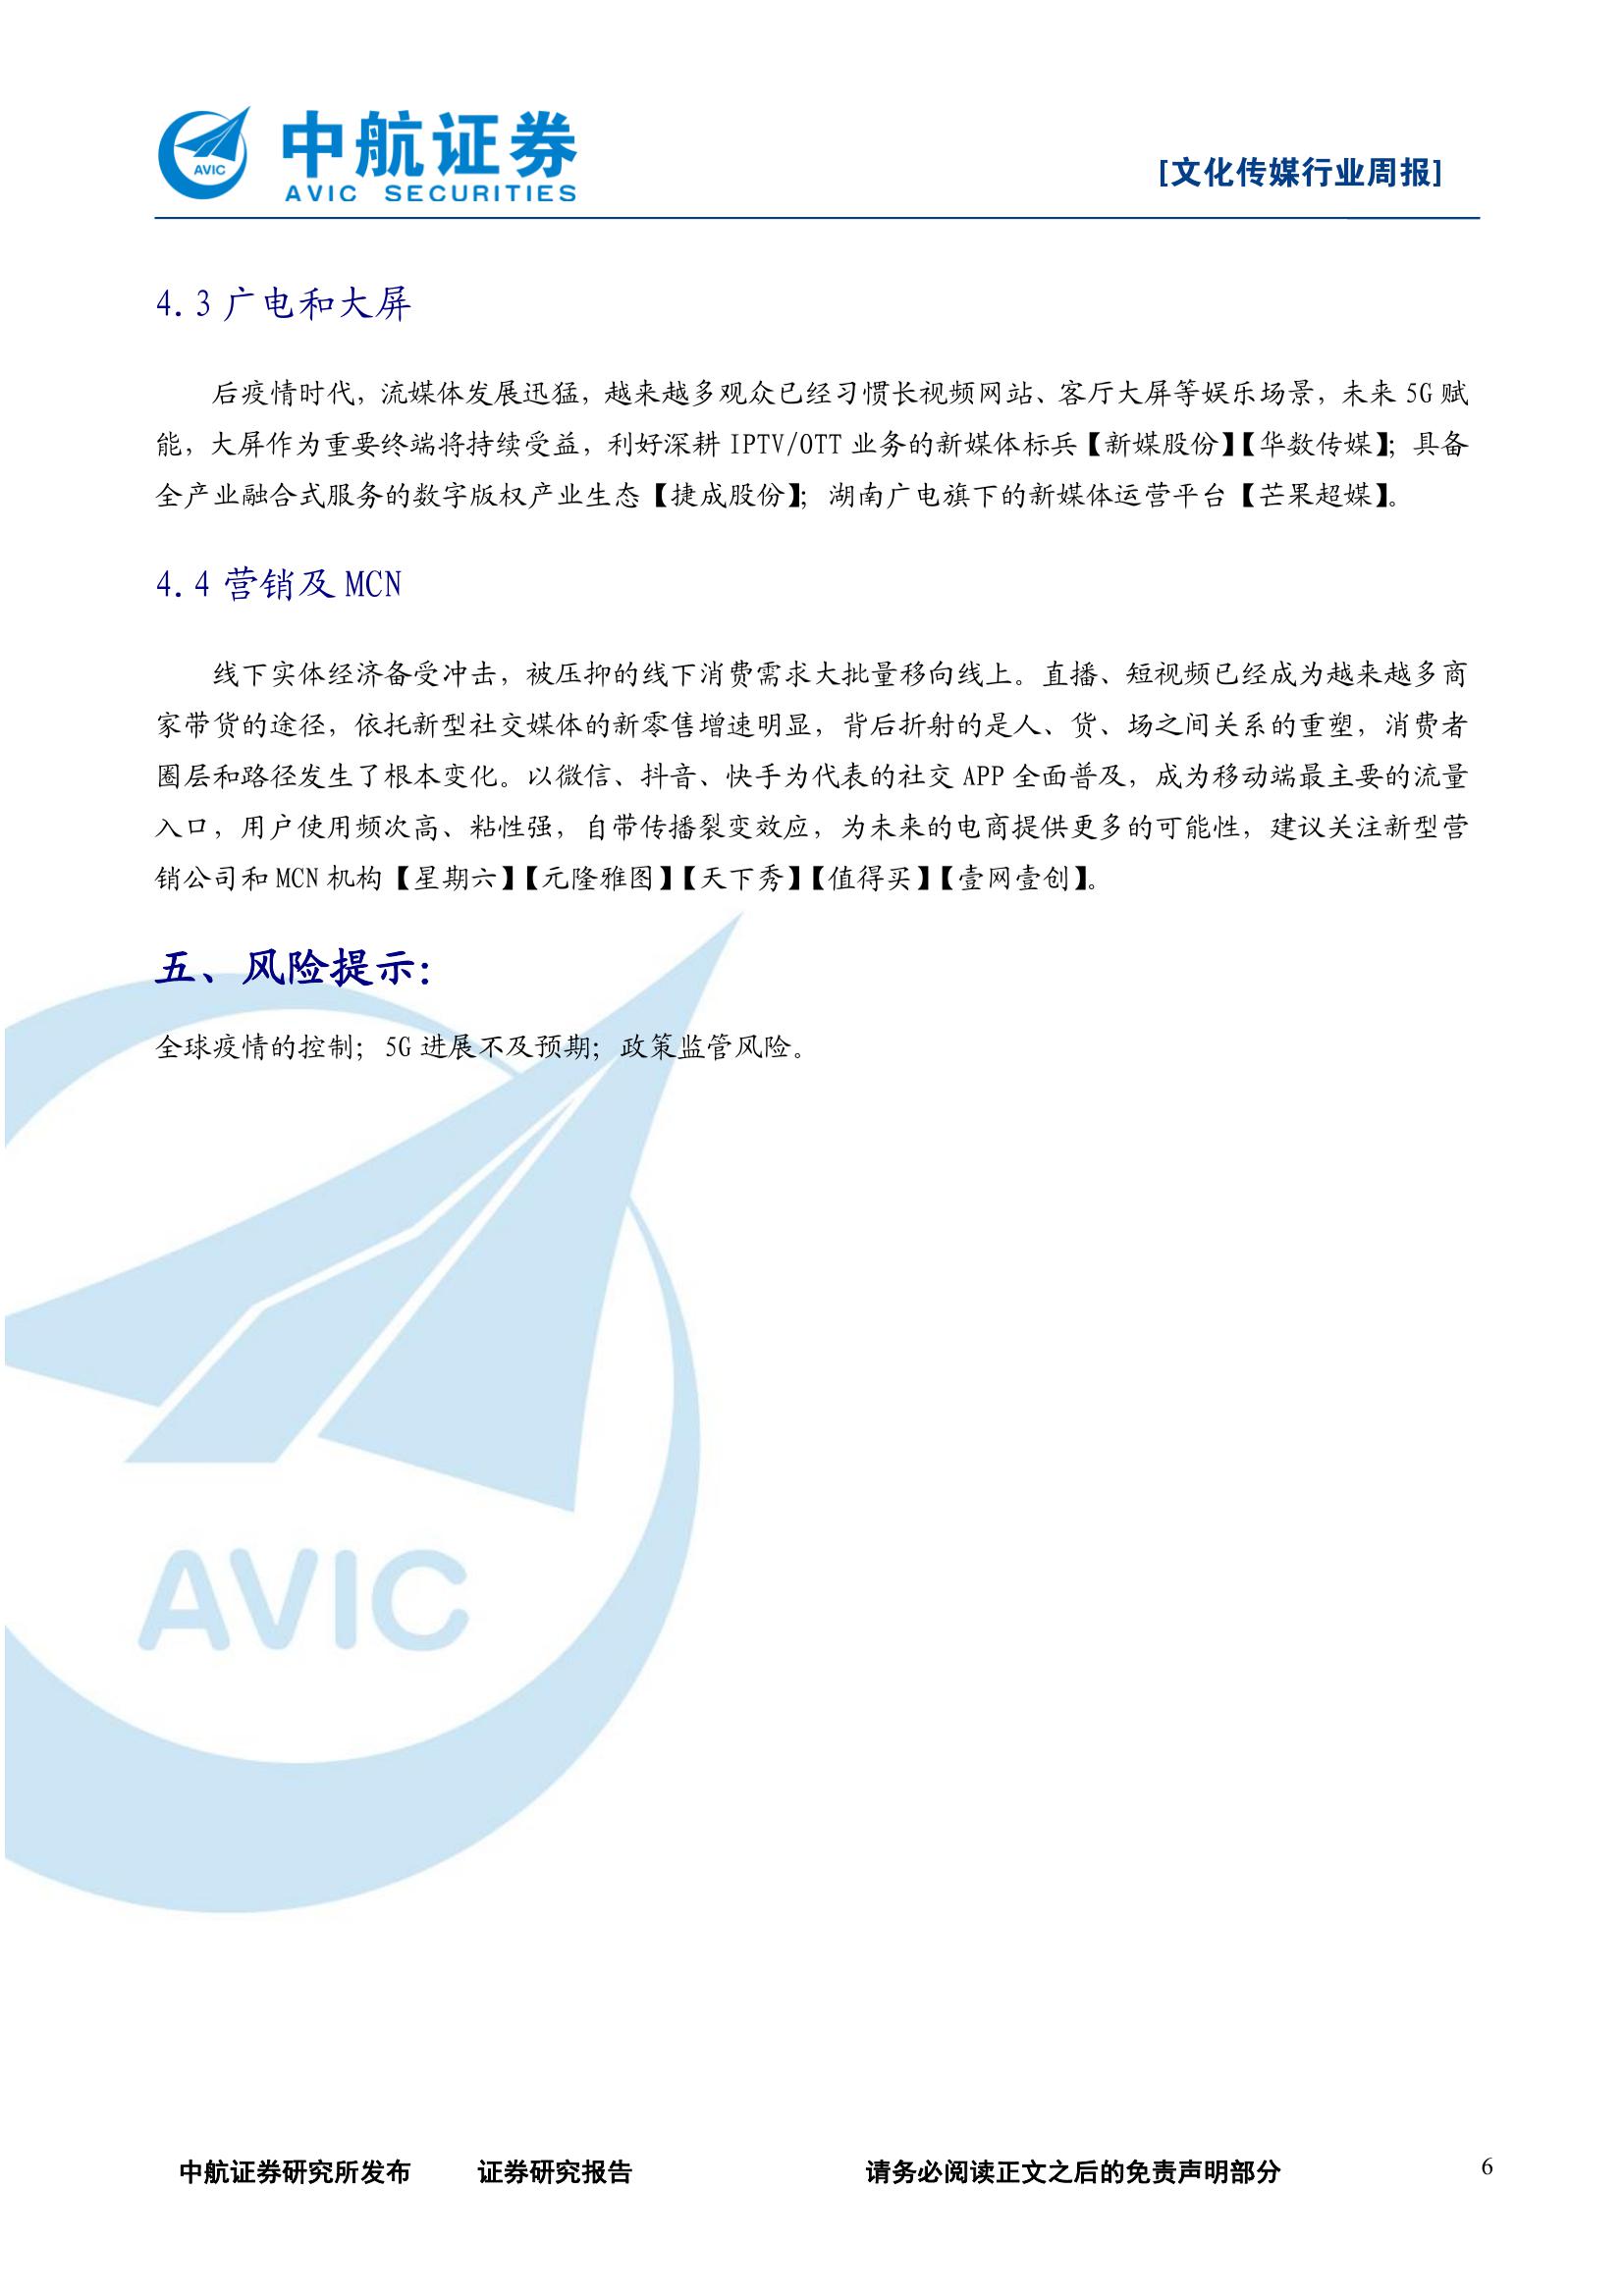 AVIC
中航证券
AVIC SECURITIES
[文化传媒行业周报]
4.3 广电和大屏
后疫情时代，流媒体发展迅猛，越来越多观众已经习惯长视频网站、客厅大屏等娱乐场景，未来 5G 赋
能，大屏作为重要终端将持续受益，利好深耕 IPTV/OTT 业务的新媒体标兵【新媒股份】【华数传媒】；具备
全产业融合式服务的数字版权产业生态【捷成股份】；湖南广电旗下的新媒体运营平台【芒果超媒】。
4.4 营销及 MCN
线下实体经济备受冲击，被压抑的线下消费需求大批量移向线上。直播、短视频已经成为越来越多商
家带货的途径，依托新型社交媒体的新零售增速明显，背后折射的是人、货、场之间关系的重塑，消费者
圈层和路径发生了根本变化。以微信、抖音、快手为代表的社交 APP 全面普及，成为移动端最主要的流量
入口，用户使用频次高、粘性强，自带传播裂变效应，为未来的电商提供更多的可能性，建议关注新型营
销公司和 MCN 机构【星期六】【元隆雅图】【天下秀】【值得买】【壹网壹创】。
五、风险提示：
全球疫情的控制；5G 进展不及预期；政策监管风险。
AVIC
中航证券研究所发布 证券研究报告 请务必阅读正文之后的免责声明部分 6